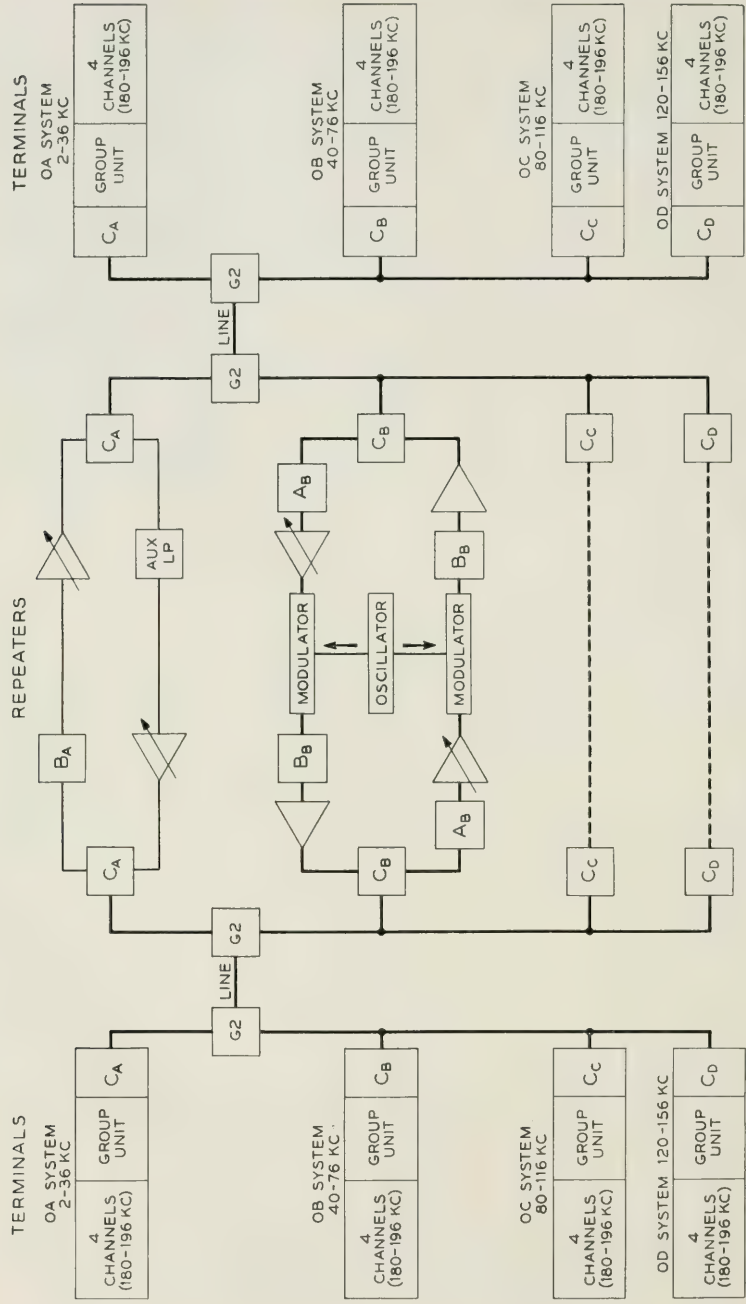 TERMINALS
OA SYSTEM
2-36 KC
4
CHANNELS
(180-196 KC)
GROUP
UNIT
CA
OB SYSTEM
40-76 KC
4
CHANNELS
(180-196 KC)
GROUP
UNIT
CB
OC SYSTEM
80-116 KC
4
CHANNELS
(180-196 KC)
GROUP
UNIT
CC
OD SYSTEM 120-156 KC
4
CHANNELS
(180-196 KC)
GROUP
UNIT
CD
G2
LINE
G2
REPEATERS
CA
BA
AUX
LP
CA
CB
BB
MODULATOR
AB
OSCILLATOR
AB
MODULATOR
BB
CB
CC
CC
CD
CD
G2
LINE
G2
TERMINALS
OA SYSTEM
2-36 KC
CA
GROUP
UNIT
4
CHANNELS
(180-196 KC)
OB SYSTEM
40-76 KC
CB
GROUP
UNIT
4
CHANNELS
(180-196 KC)
OC SYSTEM
80-116 KC
CC
GROUP
UNIT
4
CHANNELS
(180-196 KC)
OD SYSTEM 120-156 KC
CD
GROUP
UNIT
4
CHANNELS
(180-196 KC)